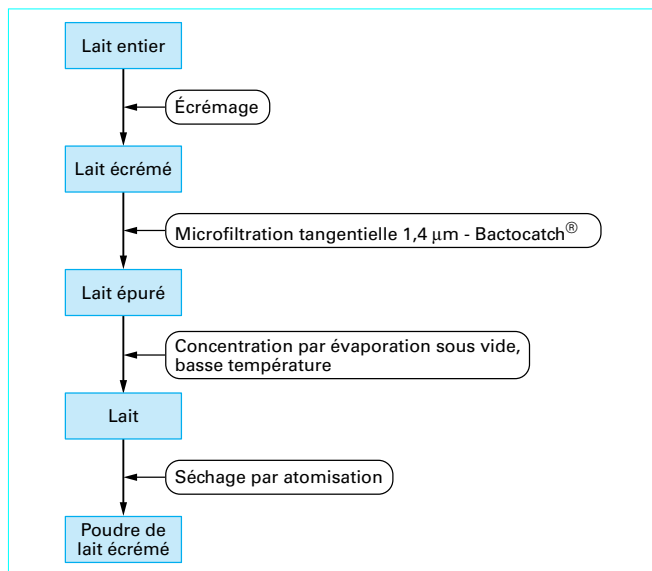 Lait entier
Écrémage
Lait écrémé
Microfiltration tangentielle 1,4 μm - Bactocatch®
Lait épuré
Concentration par évaporation sous vide,
basse température
Lait
Séchage par atomisation
Poudre de
lait écrémé